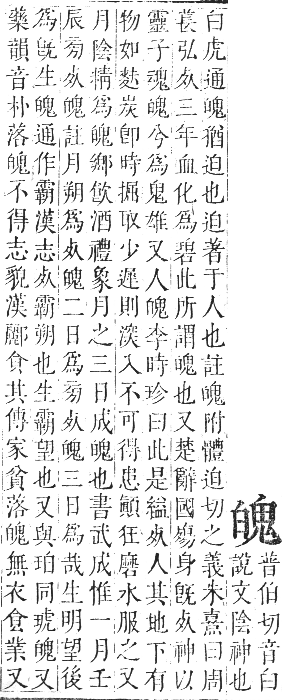 魄
普伯切音白
說文陰神也
白虎通魄猶迫也迫著于人也註魄附體迫切之義朱熹曰周
萇弘死三年血化為碧此所謂魄也又楚辭國殤身旣死神以
靈子魂魄兮為鬼雄又人魄李時珍曰此是縊死人其地下有
物如麩炭卽時掘取少遲則深入不可得患顚狂磨水服之又
月陰精為魄鄉飲酒禮象月之三日成魄也書武成惟一月壬
辰旁死魄註月朔為死魄二日為旁死魄三日為哉生明望後
為旣生魄通作霸漢志死霸朔也生霸望也又與珀同琥魄又
藥韻音朴落魄不得志貌漢酈食其傳家貧落魄無衣食業又